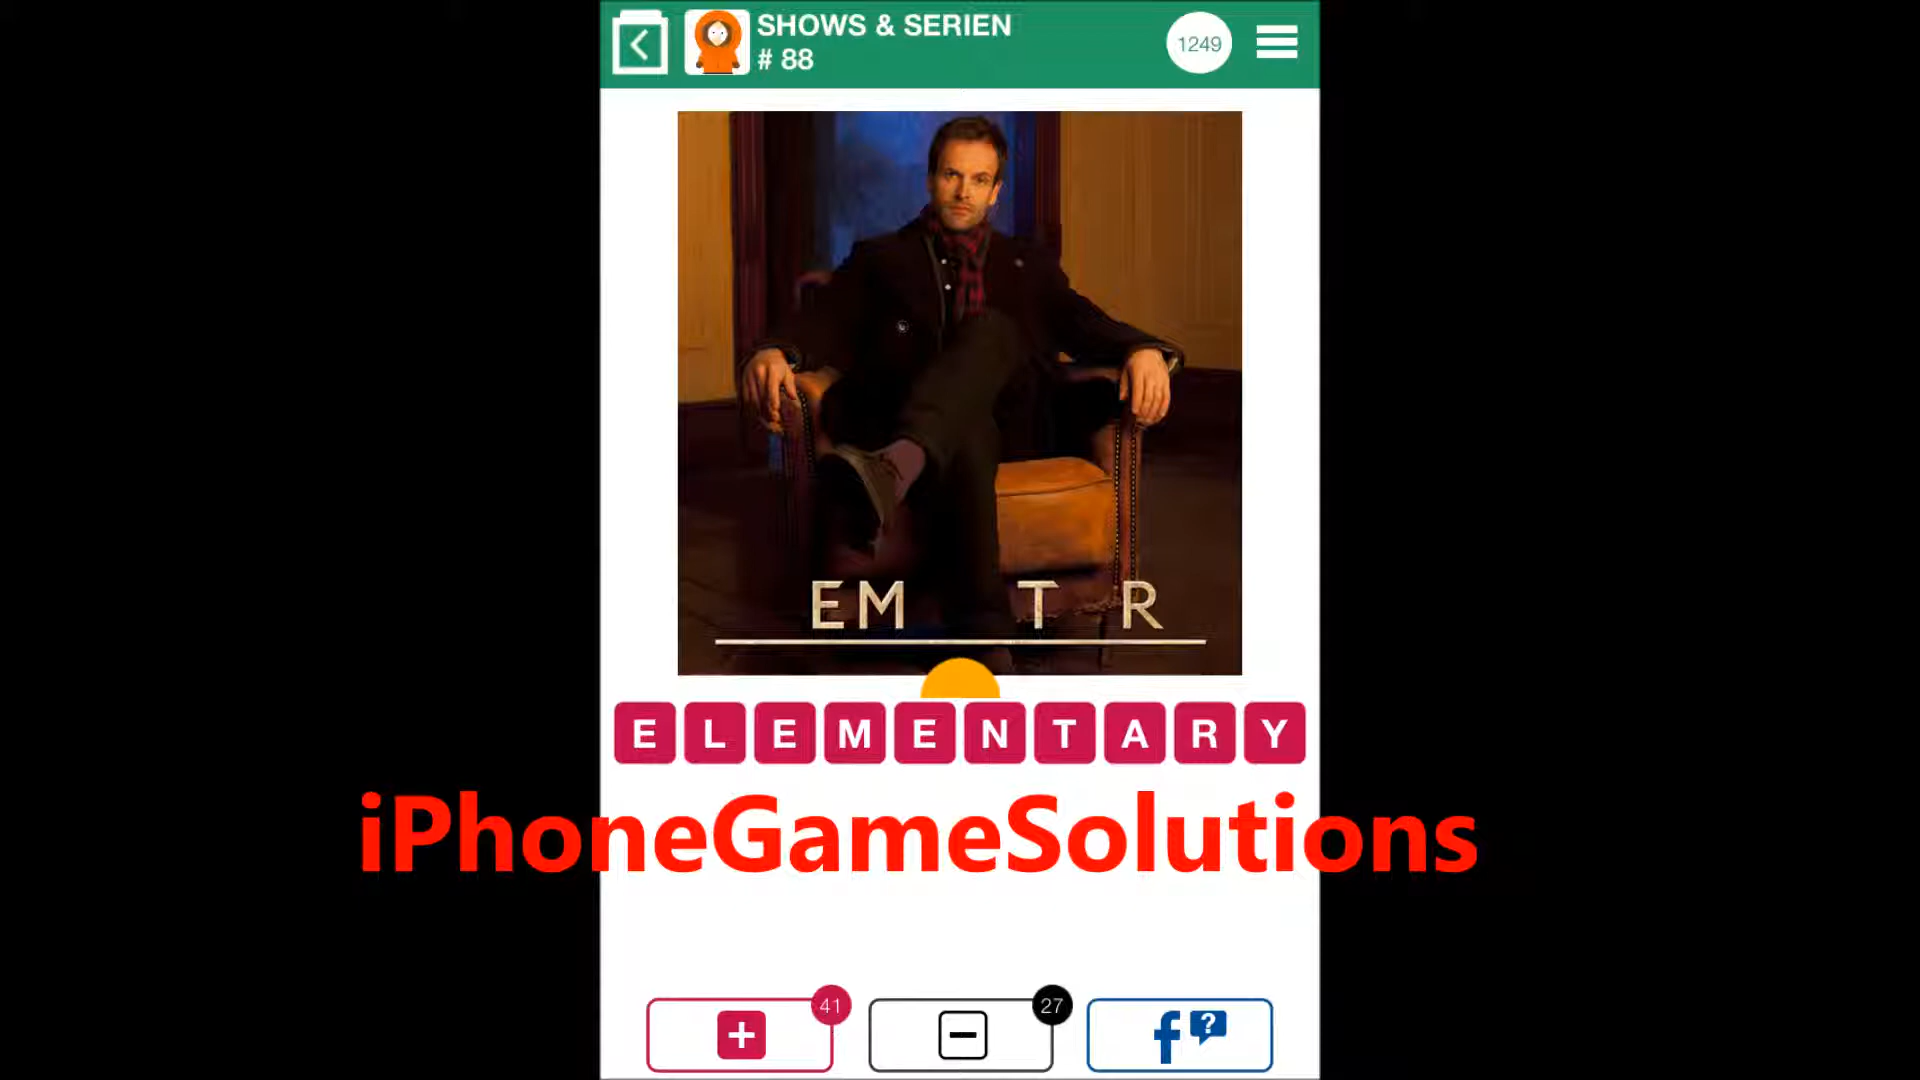 SHOWS & SERIEN
# 88
1249
EM T R
ELEMENTARY
iPhoneGameSolutions
41
27
f ?